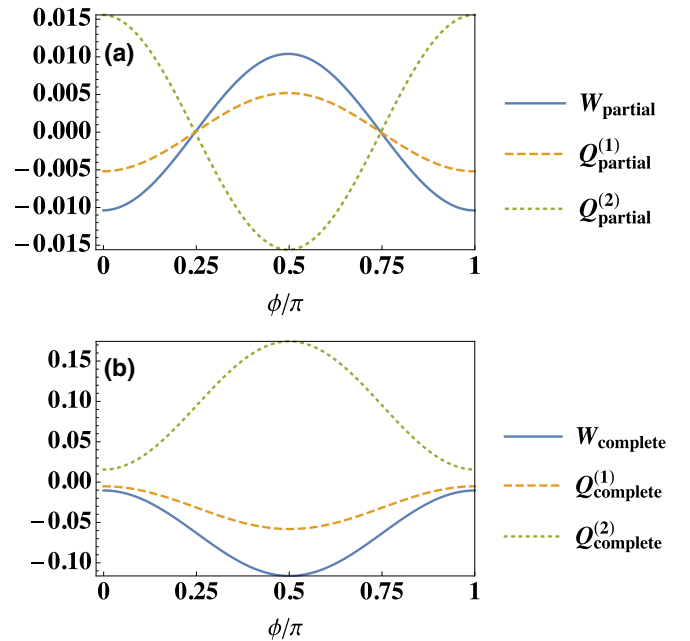 (a)
0.015
0.010
0.005
0.000
−0.005
−0.010
−0.015
0 0.25 0.5 0.75 1
ϕ/π
W_partial
Q^(1)_partial
Q^(2)_partial
(b)
0.15
0.10
0.05
0.00
−0.05
−0.10
0 0.25 0.5 0.75 1
ϕ/π
W_complete
Q^(1)_complete
Q^(2)_complete